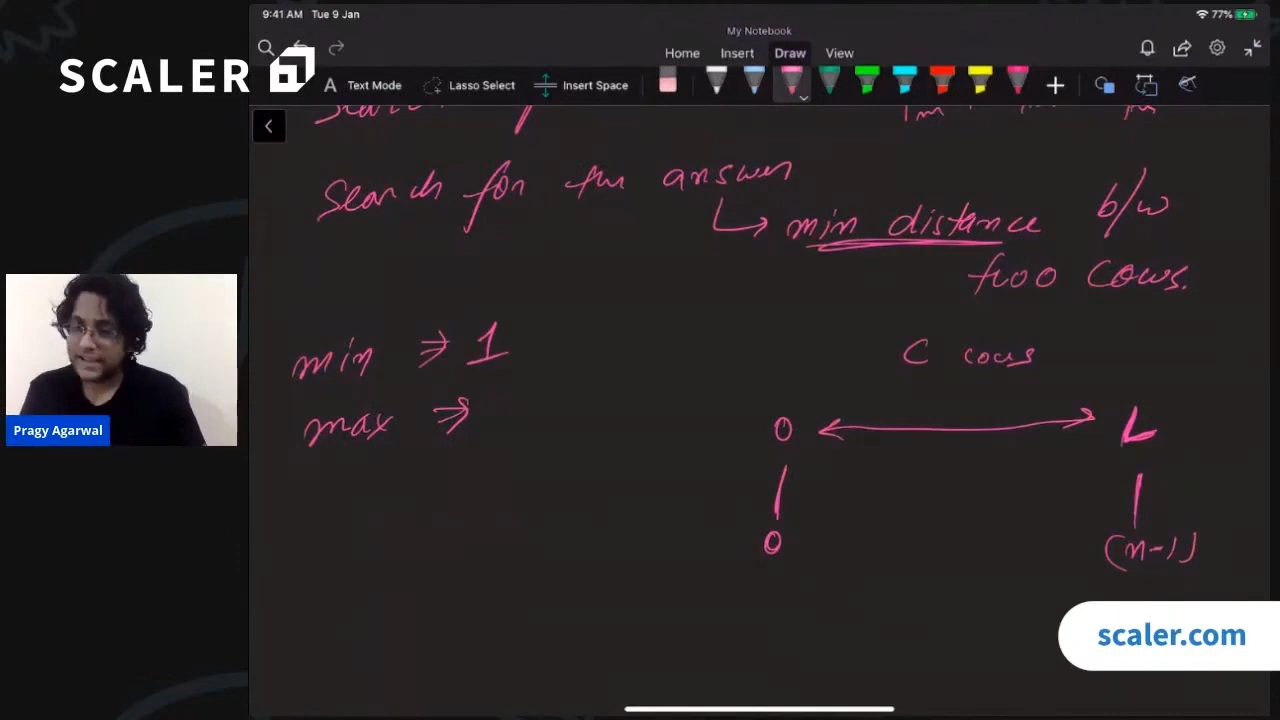 9:41 AM Tue 9 Jan
77%
My Notebook
SCALER
Home Insert Draw View
A Text Mode Lasso Select Insert Space
Search for the answer
min distance b/w
two cows.
min ⇒ 1
C cows
max ⇒
0 L
0 (n-1)
Pragy Agarwal
scaler.com